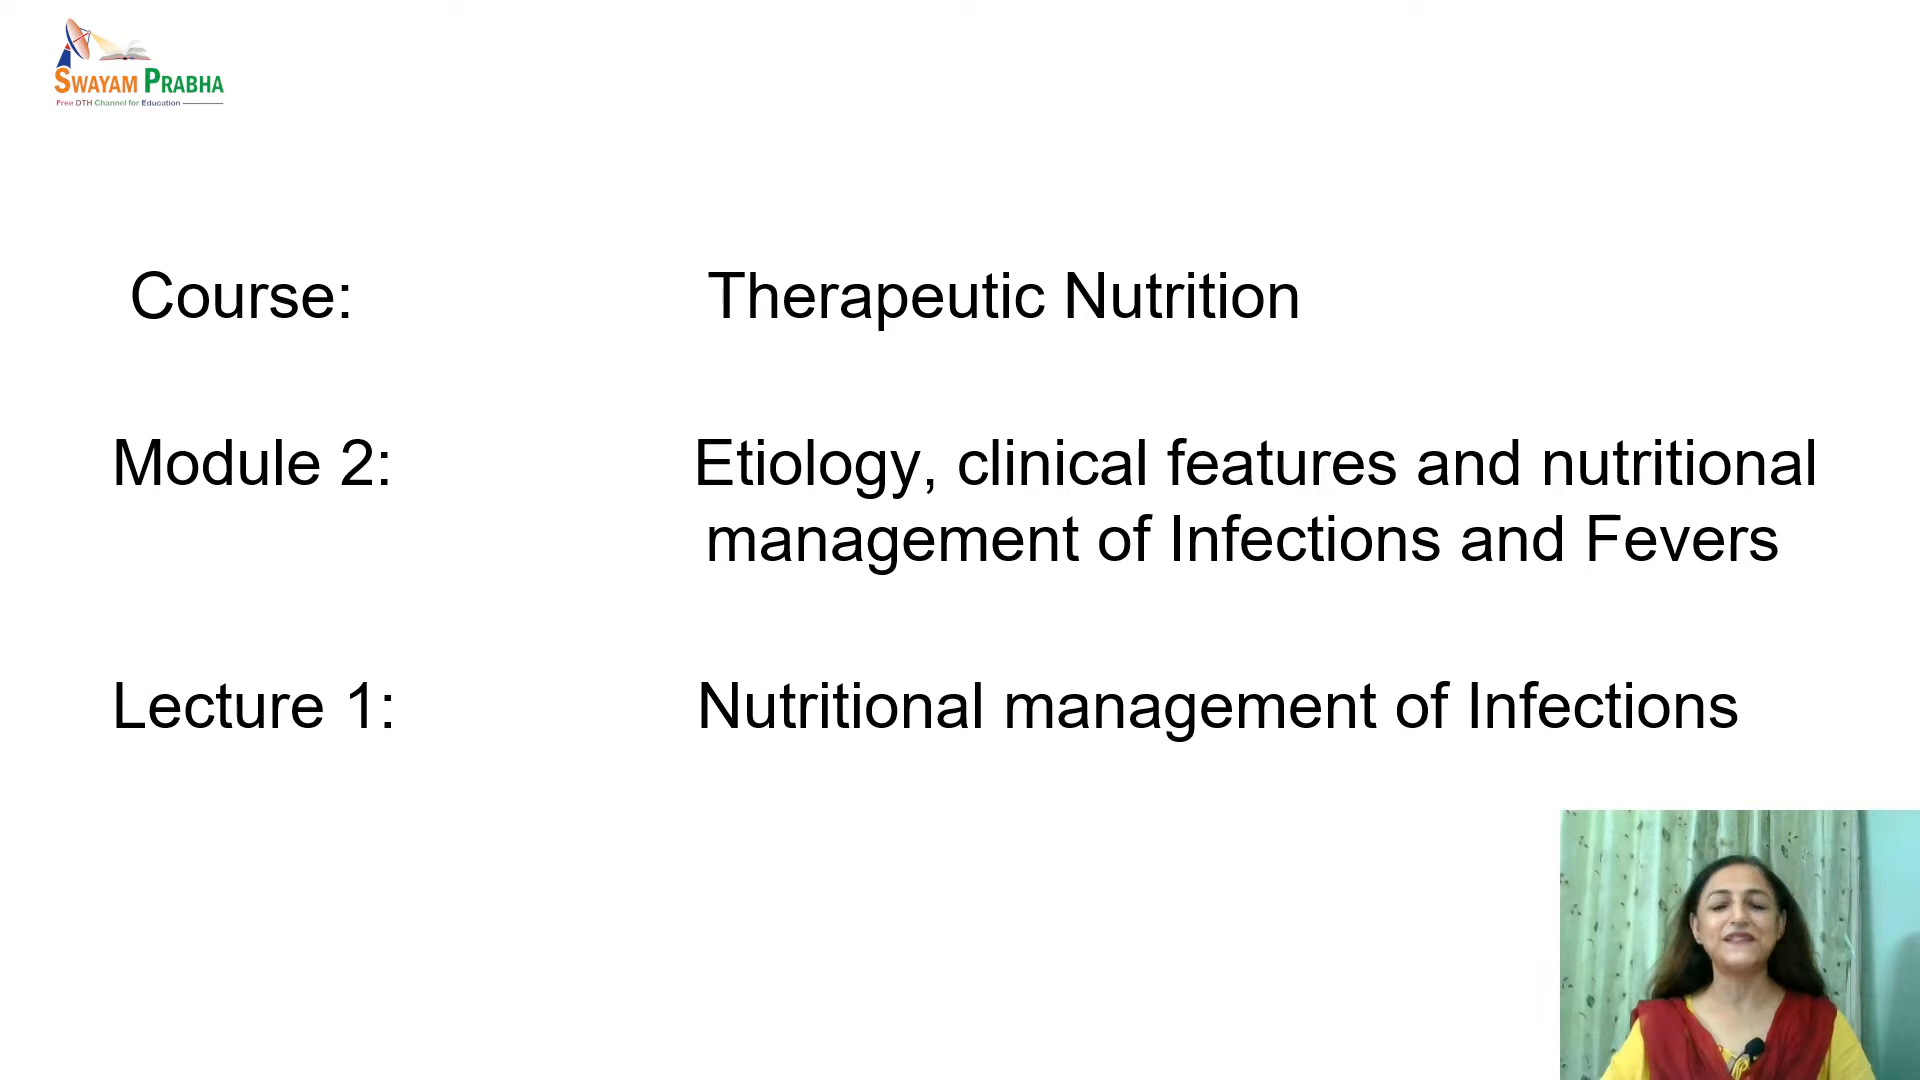 SWAYAM PRABHA
Free DTH Channel for Education
Course: Therapeutic Nutrition
Module 2: Etiology, clinical features and nutritional
management of Infections and Fevers
Lecture 1: Nutritional management of Infections